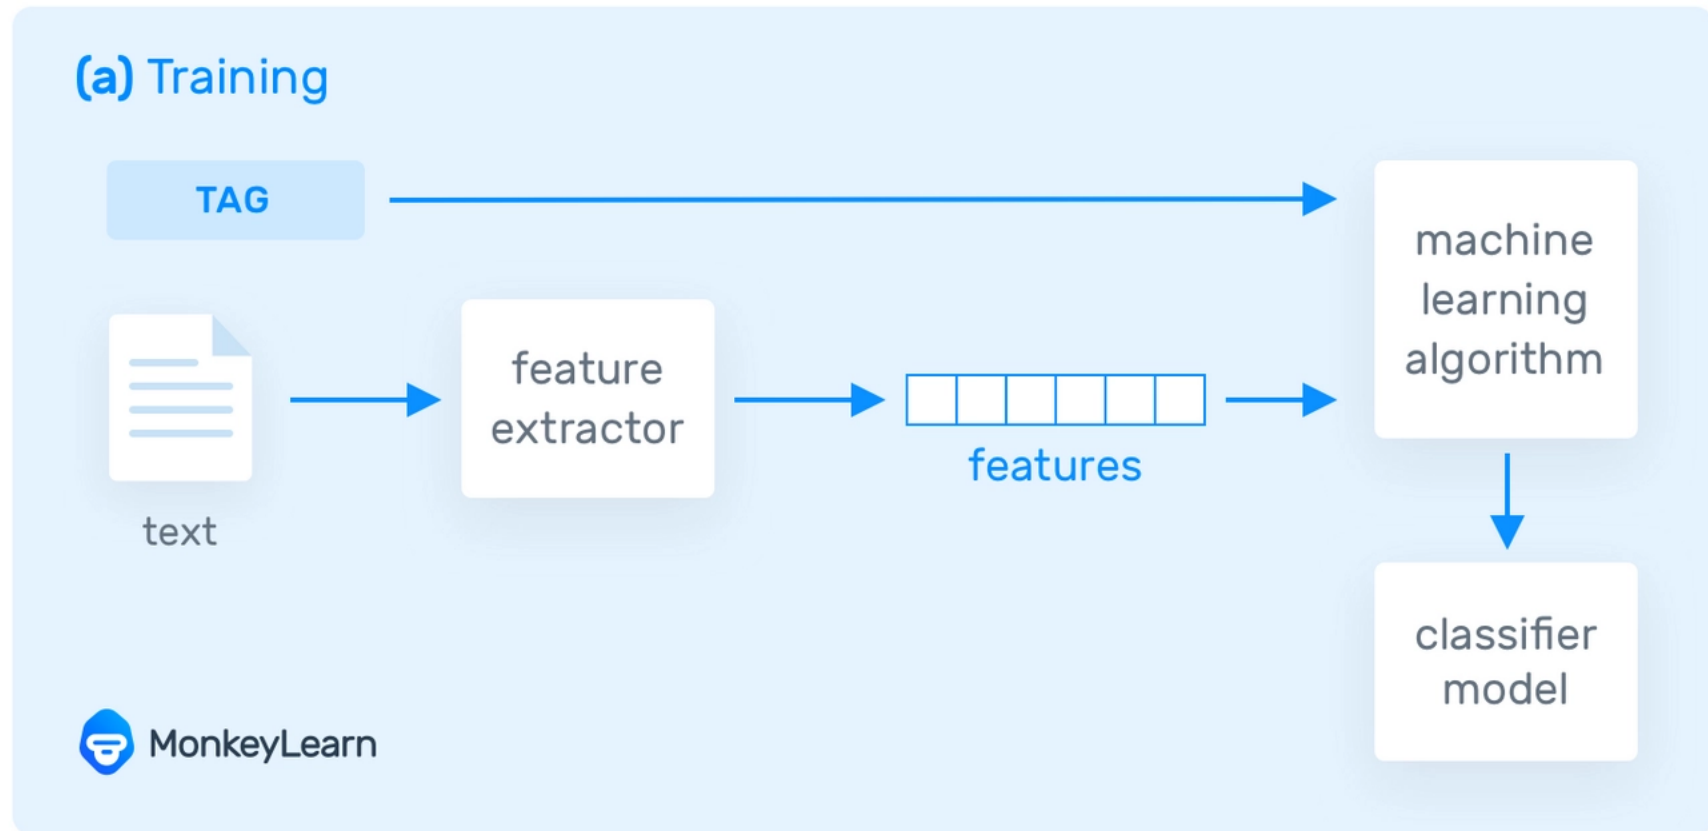 (a) Training
TAG
machine
learning
algorithm
feature
extractor
features
text
classifier
model
MonkeyLearn